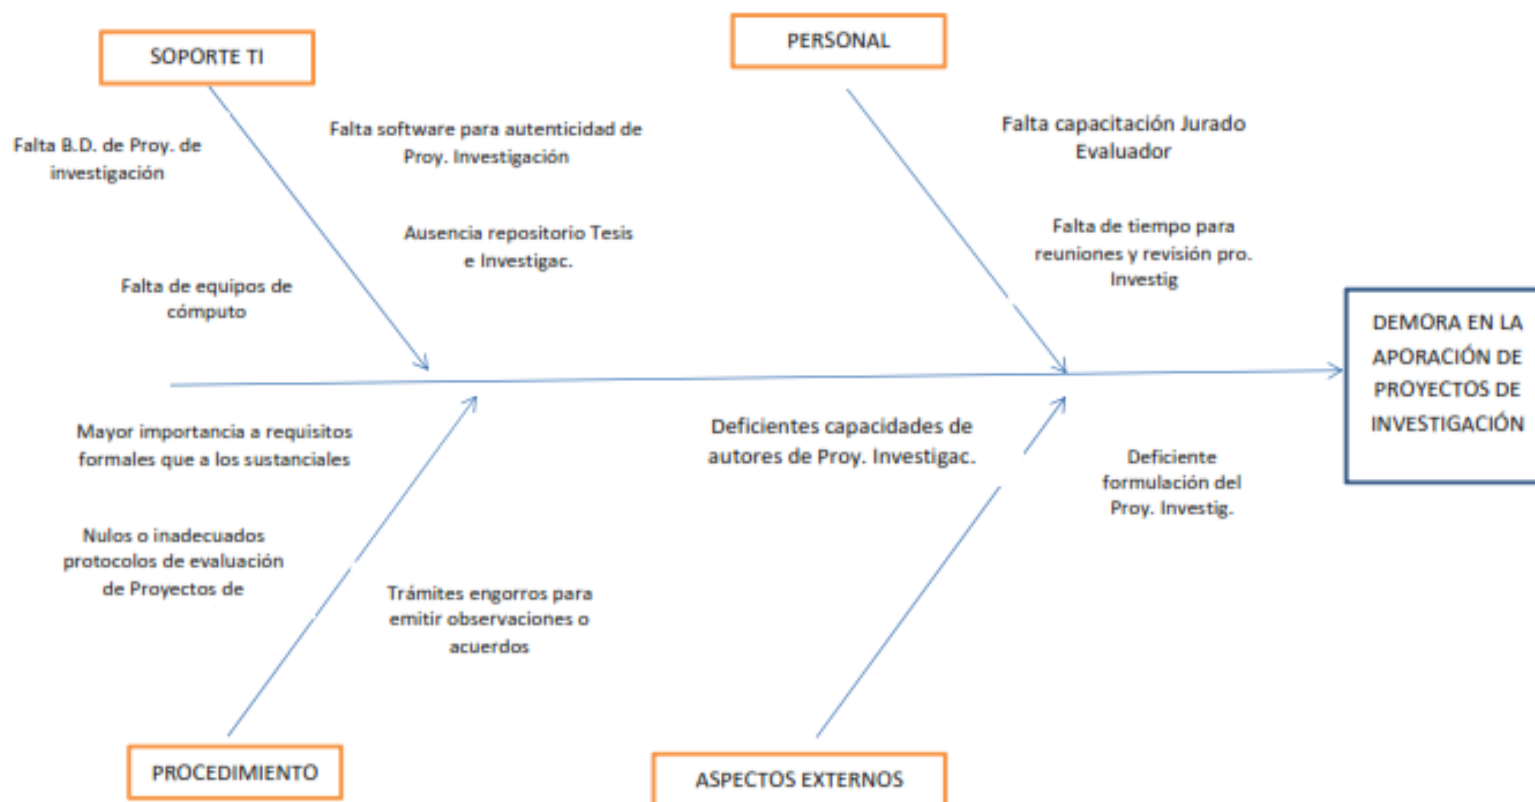 SOPORTE TI
PERSONAL
Falta B.D. de Proy. de
investigación
Falta software para autenticidad de
Proy. Investigación
Falta capacitación Jurado
Evaluador
Ausencia repositorio Tesis
e Investigac.
Falta de tiempo para
reuniones y revisión pro.
Investig
Falta de equipos de
cómputo
DEMORA EN LA
APORACIÓN DE
PROYECTOS DE
INVESTIGACIÓN
Mayor importancia a requisitos
formales que a los sustanciales
Deficientes capacidades de
autores de Proy. Investigac.
Deficiente
formulación del
Proy. Investig.
Nulos o inadecuados
protocolos de evaluación
de Proyectos de
Trámites engorros para
emitir observaciones o
acuerdos
PROCEDIMIENTO
ASPECTOS EXTERNOS